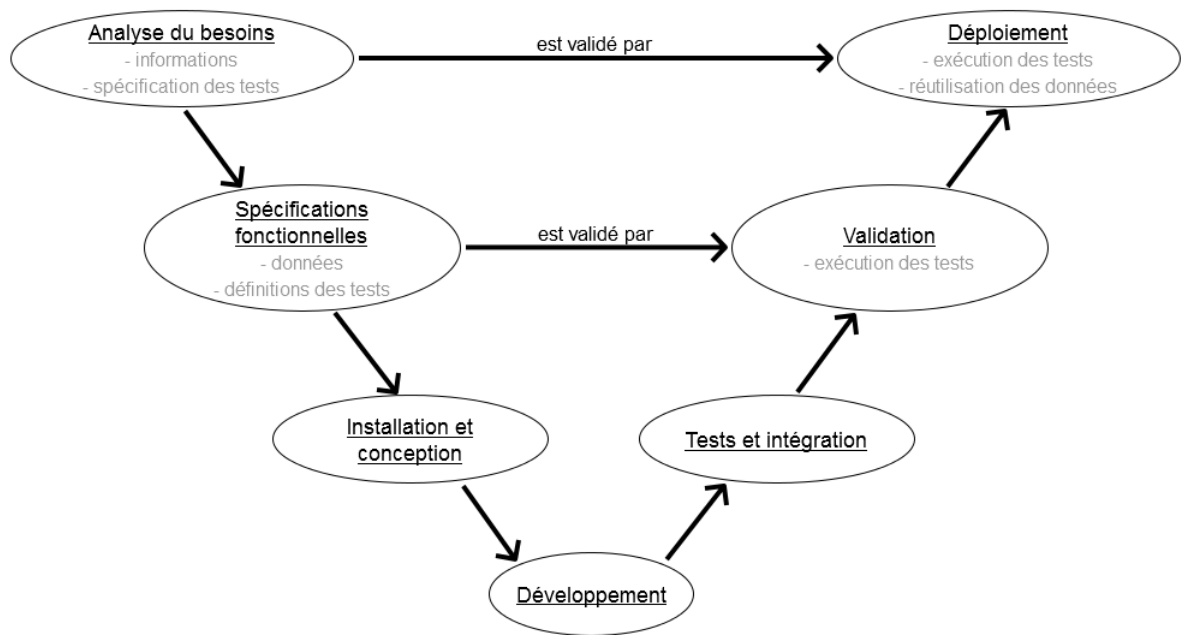 Analyse du besoins
- informations
- spécification des tests
est validé par
Déploiement
- exécution des tests
- réutilisation des données
Spécifications
fonctionnelles
- données
- définitions des tests
est validé par
Validation
- exécution des tests
Installation et
conception
Tests et intégration
Développement